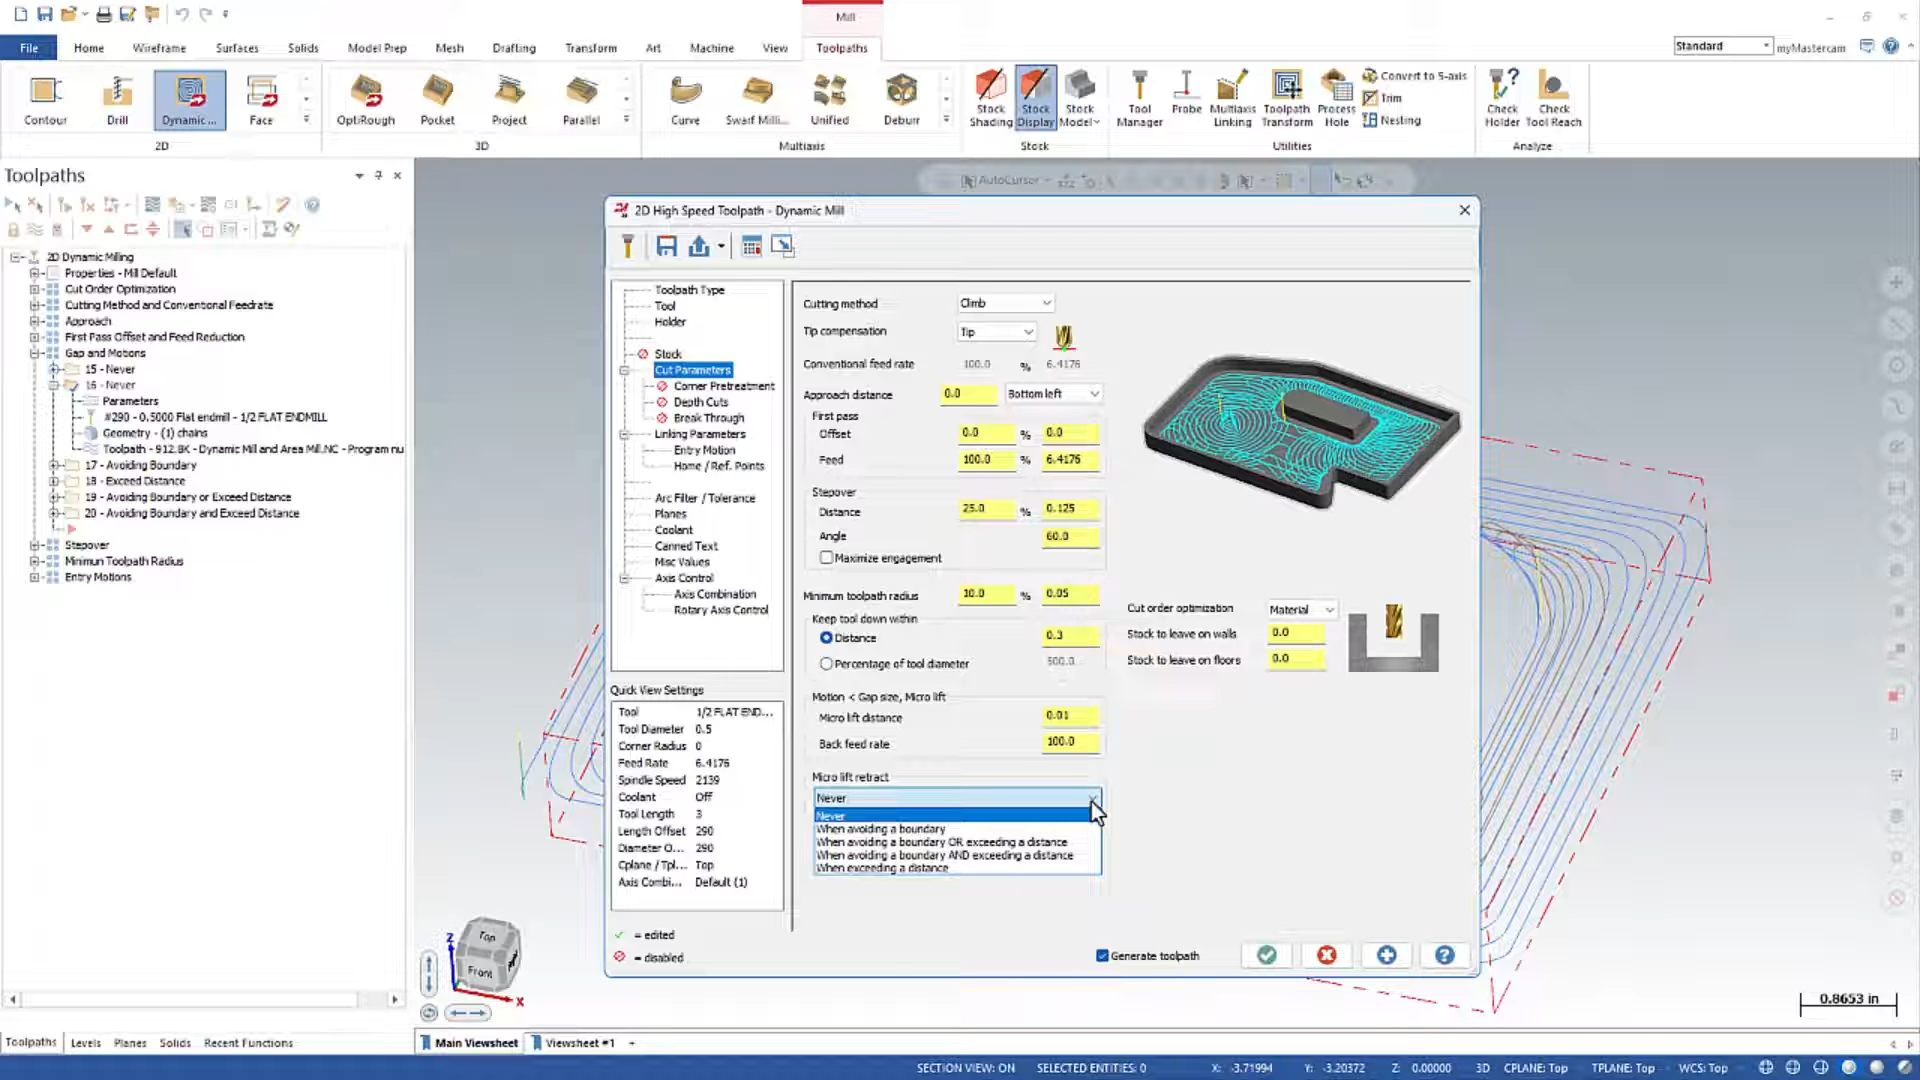 Mill
File Home Wireframe Surfaces Solids Model Prep Mesh Drafting Transform Art Machine View Toolpaths
Standard
myMastercam
Contour Drill Dynamic ... Face
2D
OptiRough Pocket Project Parallel
3D
Curve Swarf Milli... Unified Deburr
Multiaxis
Stock Shading Stock Display Stock Model
Stock
Tool Manager Probe Multiaxis Linking Toolpath Transform Process Hole
Convert to 5-axis
Trim
Nesting
Utilities
Check Holder Check Tool Reach
Analyze
Toolpaths
AutoCursor
2D Dynamic Milling
Properties - Mill Default
Cut Order Optimization
Cutting Method and Conventional Feedrate
Approach
First Pass Offset and Feed Reduction
Gap and Motions
15 - Never
16 - Never
Parameters
#290 - 0.5000 Flat endmill - 1/2 FLAT ENDMILL
Geometry - (1) chains
Toolpath - 912.8K - Dynamic Mill and Area Mill.NC - Program nu
17 - Avoiding Boundary
18 - Exceed Distance
19 - Avoiding Boundary or Exceed Distance
20 - Avoiding Boundary and Exceed Distance
Stepover
Minimun Toolpath Radius
Entry Motions
2D High Speed Toolpath - Dynamic Mill
Toolpath Type
Tool
Holder
Stock
Cut Parameters
Corner Pretreatment
Depth Cuts
Break Through
Linking Parameters
Entry Motion
Home / Ref. Points
Arc Filter / Tolerance
Planes
Coolant
Canned Text
Misc Values
Axis Control
Axis Combination
Rotary Axis Control
Quick View Settings
Tool 1/2 FLAT END...
Tool Diameter 0.5
Corner Radius 0
Feed Rate 6.4176
Spindle Speed 2139
Coolant Off
Tool Length 3
Length Offset 290
Diameter O... 290
Cplane / Tpl... Top
Axis Combi... Default (1)
= edited
= disabled
Cutting method Climb
Tip compensation Tip
Conventional feed rate 100.0 % 6.4176
Approach distance 0.0 Bottom left
First pass
Offset 0.0 % 0.0
Feed 100.0 % 6.4176
Stepover
Distance 25.0 % 0.125
Angle 60.0
Maximize engagement
Minimum toolpath radius 10.0 % 0.05
Keep tool down within
Distance 0.3
Percentage of tool diameter 500.0
Motion < Gap size, Micro lift
Micro lift distance 0.01
Back feed rate 100.0
Micro lift retract
Never
Never
When avoiding a boundary
When avoiding a boundary OR exceeding a distance
When avoiding a boundary AND exceeding a distance
When exceeding a distance
Cut order optimization Material
Stock to leave on walls 0.0
Stock to leave on floors 0.0
Generate toolpath
Top
Front
Z
X
0.8653 in
Toolpaths Levels Planes Solids Recent Functions
Main Viewsheet Viewsheet #1 +
SECTION VIEW: ON SELECTED ENTITIES: 0 X: -3.71994 Y: -3.20372 Z: 0.00000 3D CPLANE: Top TPLANE: Top WCS: Top